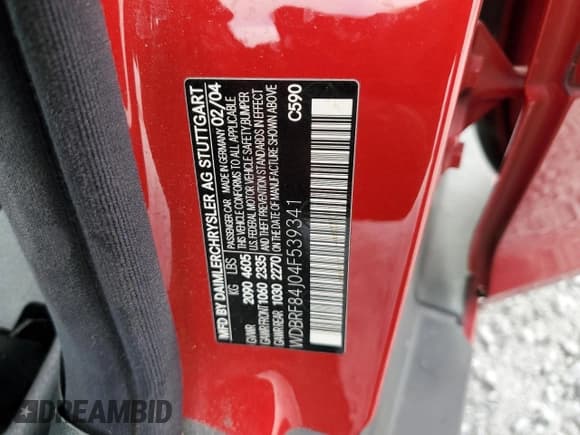 MFD BY DAIMLERCHRYSLER AG STUTTGART
PASSENGER CAR MADE IN GERMANY 02/04
KG LBS THIS VEHICLE CONFORMS TO ALL APPLICABLE
GVWR 2090 4605 U.S. FEDERAL MOTOR VEHICLE SAFETY,BUMPER
GAWR FRONT 1060 2335 AND THEFT PREVENTION STANDARDS IN EFFECT
GAWR REAR 1030 2270 ON THE DATE OF MANUFACTURE SHOWN ABOVE
C590
WDBRF84J04F539341
DREAMBID